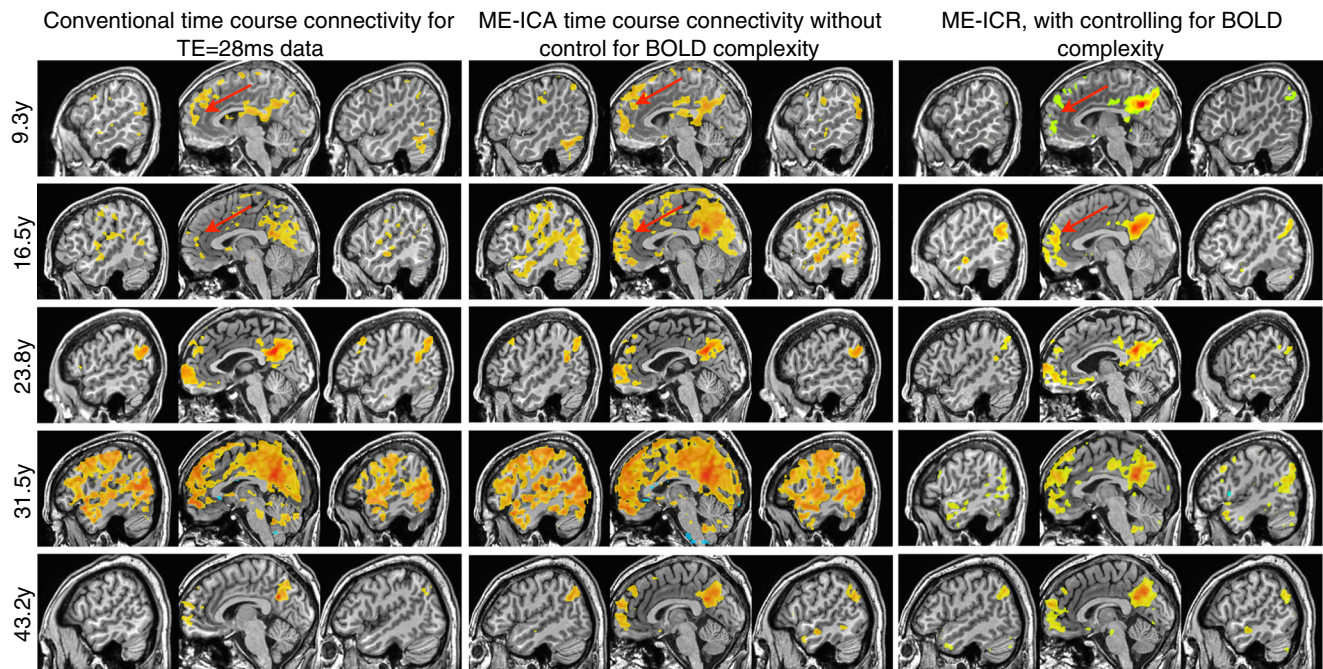 Conventional time course connectivity for
TE=28ms data
ME-ICA time course connectivity without
control for BOLD complexity
ME-ICR, with controlling for BOLD
complexity
9.3y
16.5y
23.8y
31.5y
43.2y